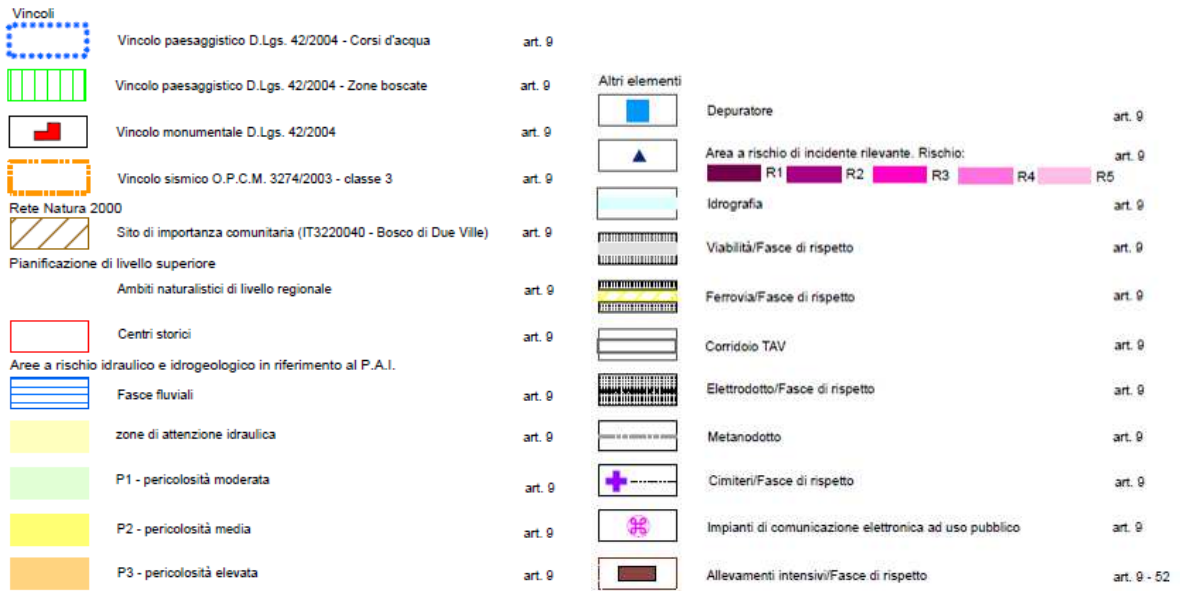 Vincoli
Vincolo paesaggistico D.Lgs. 42/2004 - Corsi d'acqua art. 9
Vincolo paesaggistico D.Lgs. 42/2004 - Zone boscate art. 9
Vincolo monumentale D.Lgs. 42/2004 art. 9
Vincolo sismico O.P.C.M. 3274/2003 - classe 3 art. 9
Rete Natura 2000
Sito di importanza comunitaria (IT3220040 - Bosco di Due Ville) art. 9
Pianificazione di livello superiore
Ambiti naturalistici di livello regionale art. 9
Centri storici art. 9
Aree a rischio idraulico e idrogeologico in riferimento al P.A.I.
Fasce fluviali art. 9
zone di attenzione idraulica art. 9
P1 - pericolosità moderata art. 9
P2 - pericolosità media art. 9
P3 - pericolosità elevata art. 9
Altri elementi
Depuratore art. 9
Area a rischio di incidente rilevante. Rischio: art. 9
R1 R2 R3 R4 R5
Idrografia art. 9
Viabilità/Fasce di rispetto art. 9
Ferrovia/Fasce di rispetto art. 9
Corridoio TAV art. 9
Elettrodotto/Fasce di rispetto art. 9
Metanodotto art. 9
Cimiteri/Fasce di rispetto art. 9
Impianti di comunicazione elettronica ad uso pubblico art. 9
Allevamenti intensivi/Fasce di rispetto art. 9 - 52